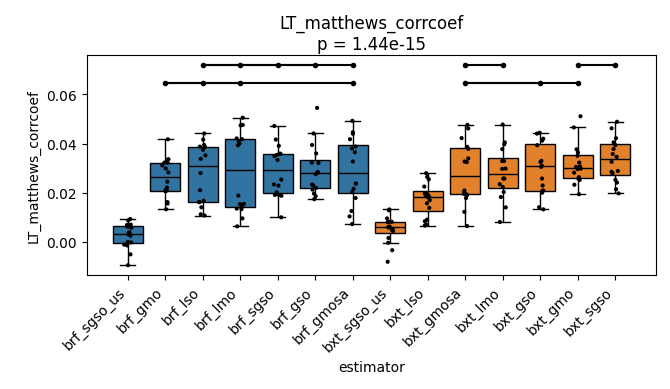 LT_matthews_corrcoef
p = 1.44e-15
LT_matthews_corrcoef
0.06
0.04
0.02
0.00
brf_sgso_us
brf_gmo
brf_lso
brf_lmo
brf_sgso
brf_gso
brf_gmosa
bxt_sgso_us
bxt_lso
bxt_gmosa
bxt_lmo
bxt_gso
bxt_gmo
bxt_sgso
estimator